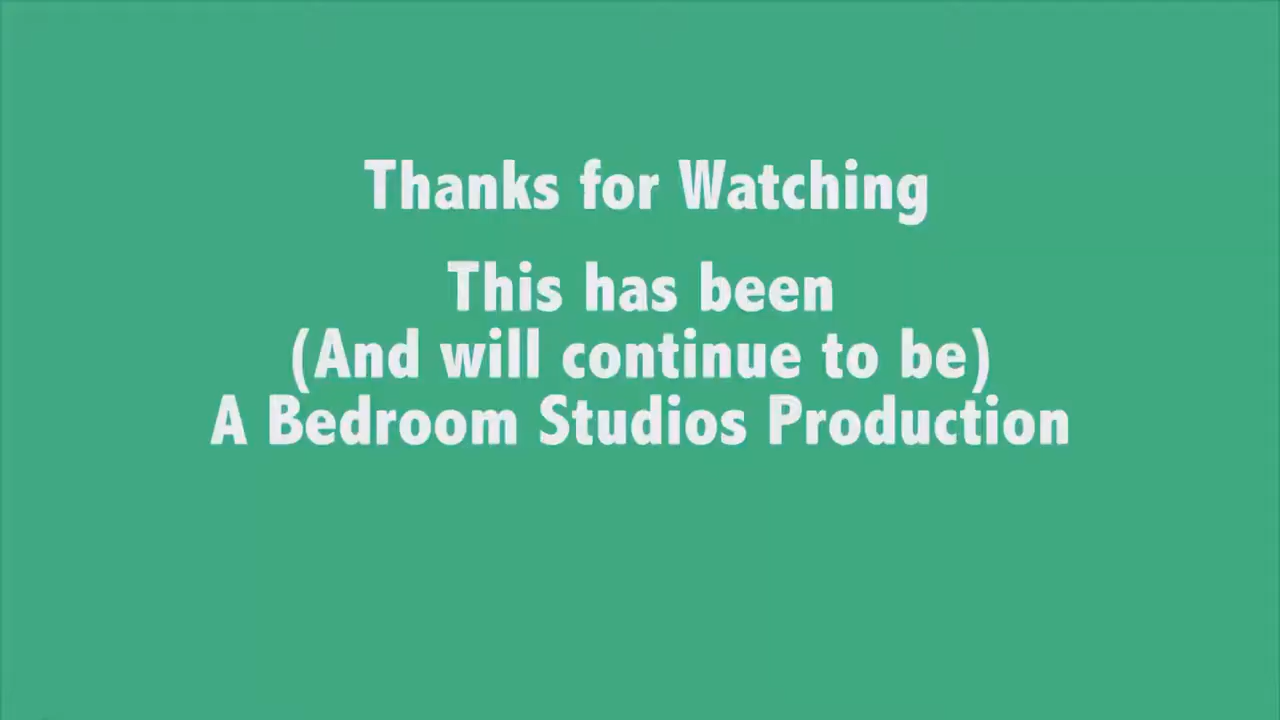 Thanks for Watching
This has been
(And will continue to be)
A Bedroom Studios Production